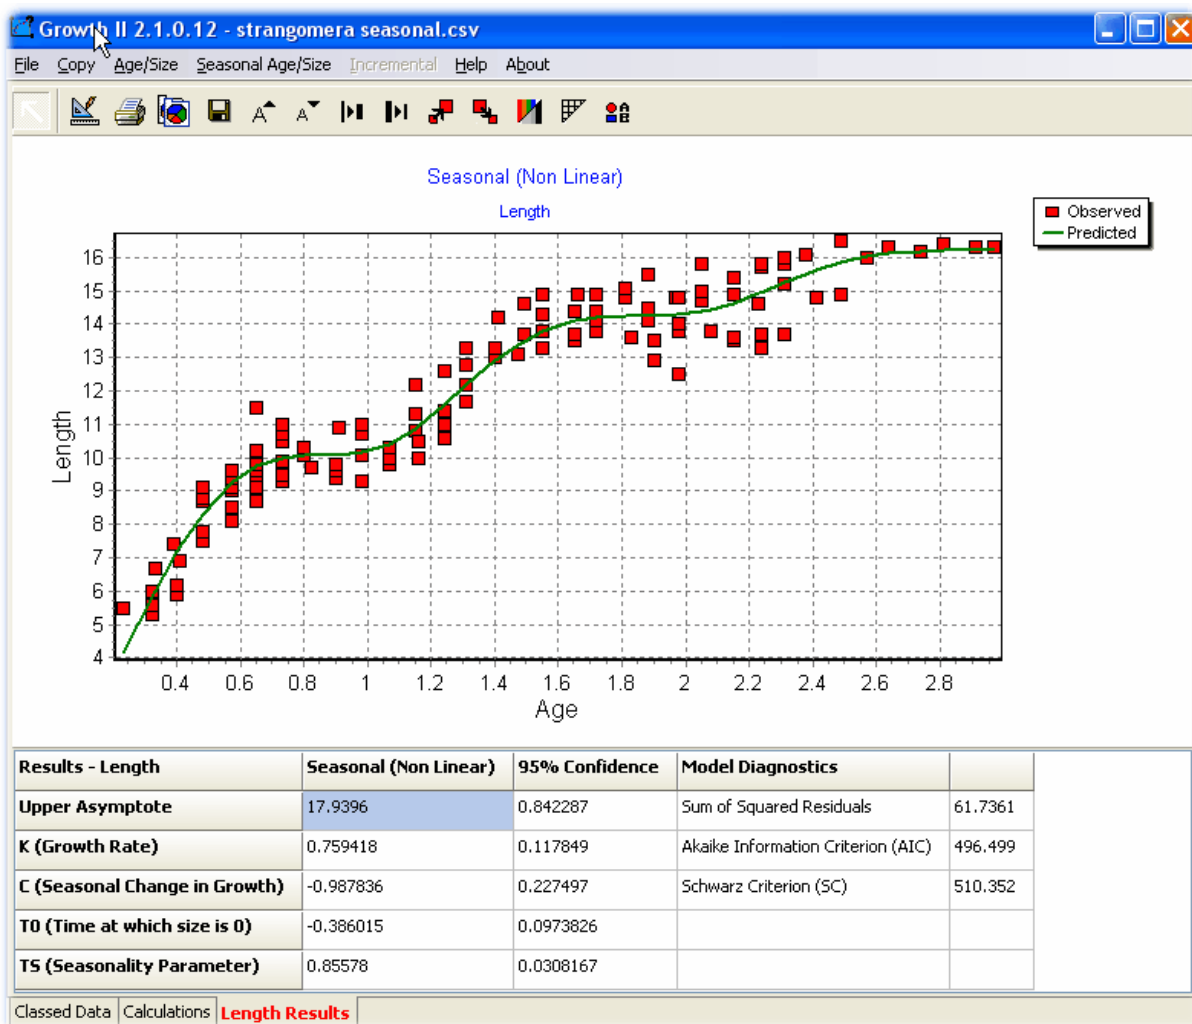 Growth II 2.1.0.12 - strangomera seasonal.csv
File Copy Age/Size Seasonal Age/Size Incremental Help About
Seasonal (Non Linear)
Length
Observed
Predicted
Length
16
15
14
13
12
11
10
9
8
7
6
5
4
0.4 0.6 0.8 1 1.2 1.4 1.6 1.8 2 2.2 2.4 2.6 2.8
Age
Results - Length Seasonal (Non Linear) 95% Confidence Model Diagnostics
Upper Asymptote 17.9396 0.842287 Sum of Squared Residuals 61.7361
K (Growth Rate) 0.759418 0.117849 Akaike Information Criterion (AIC) 496.499
C (Seasonal Change in Growth) -0.987836 0.227497 Schwarz Criterion (SC) 510.352
T0 (Time at which size is 0) -0.386015 0.0973826
TS (Seasonality Parameter) 0.85578 0.0308167
Classed Data Calculations Length Results